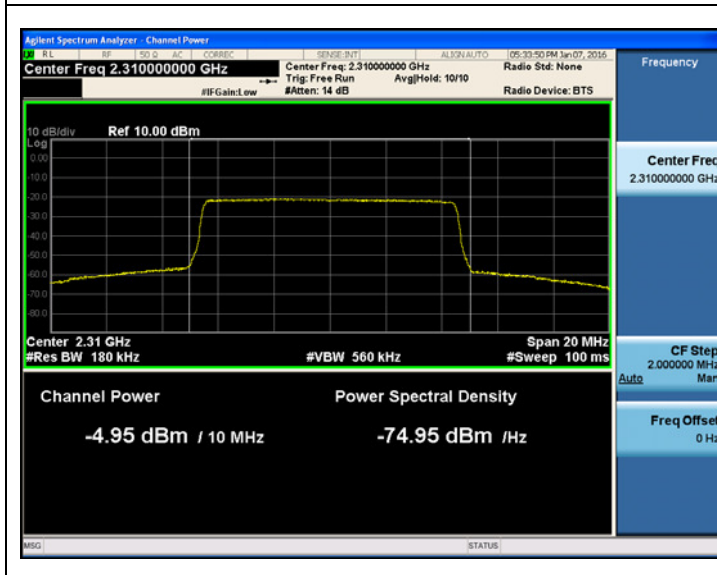 Agilent Spectrum Analyzer - Channel Power
RL RF 50 Ω AC CORREC SENSE:INT ALIGN AUTO 05:33:50 PM Jan 07, 2016
Center Freq 2.310000000 GHz
Center Freq: 2.310000000 GHz
Radio Std: None
Trig: Free Run Avg|Hold: 10/10
#IFGain:Low
#Atten: 14 dB
Radio Device: BTS
10 dB/div Ref 10.00 dBm
Log
0.00
-10.0
-20.0
-30.0
-40.0
-50.0
-60.0
-70.0
-80.0
Center 2.31 GHz
Span 20 MHz
#Res BW 180 kHz
#VBW 560 kHz
#Sweep 100 ms
Channel Power
Power Spectral Density
-4.95 dBm / 10 MHz
-74.95 dBm /Hz
MSG
STATUS
Frequency
Center Freq
2.310000000 GHz
CF Step
2.000000 MHz
Auto Man
Freq Offset
0 Hz